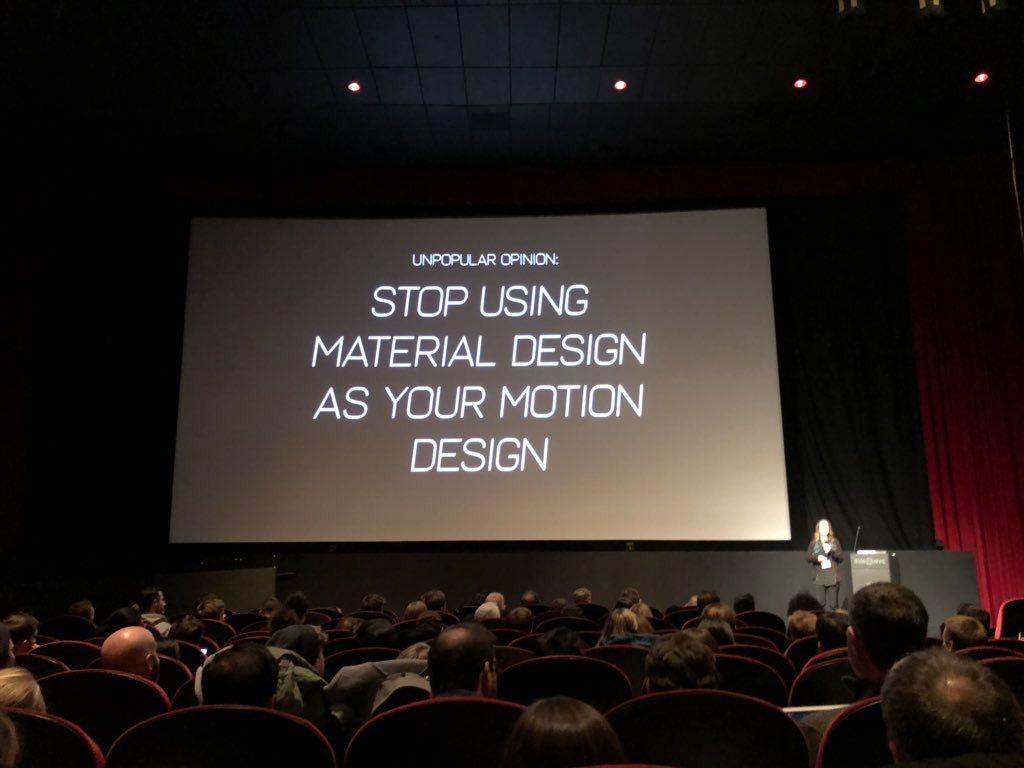 UNPOPULAR OPINION:
STOP USING
MATERIAL DESIGN
AS YOUR MOTION
DESIGN